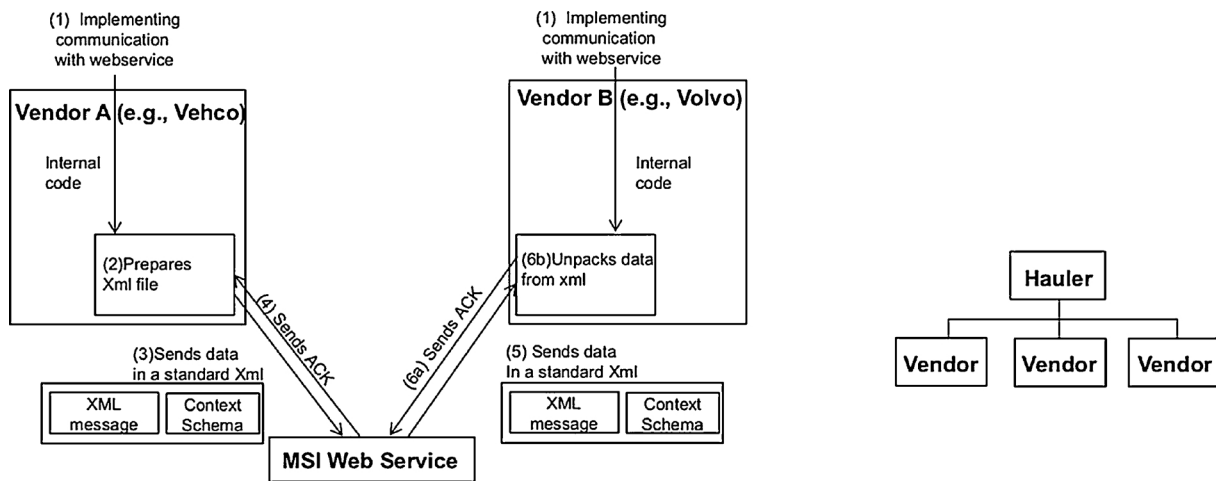 (1) Implementing
communication
with webservice
Vendor A (e.g., Vehco)
Internal
code
(2)Prepares
Xml file
(3)Sends data
in a standard Xml
XML
message
Context
Schema
(4) Sends ACK
MSI Web Service
(1) Implementing
communication
with webservice
Vendor B (e.g., Volvo)
Internal
code
(6b)Unpacks data
from xml
(6a) Sends ACK
(5) Sends data
In a standard Xml
XML
message
Context
Schema
Hauler
Vendor
Vendor
Vendor